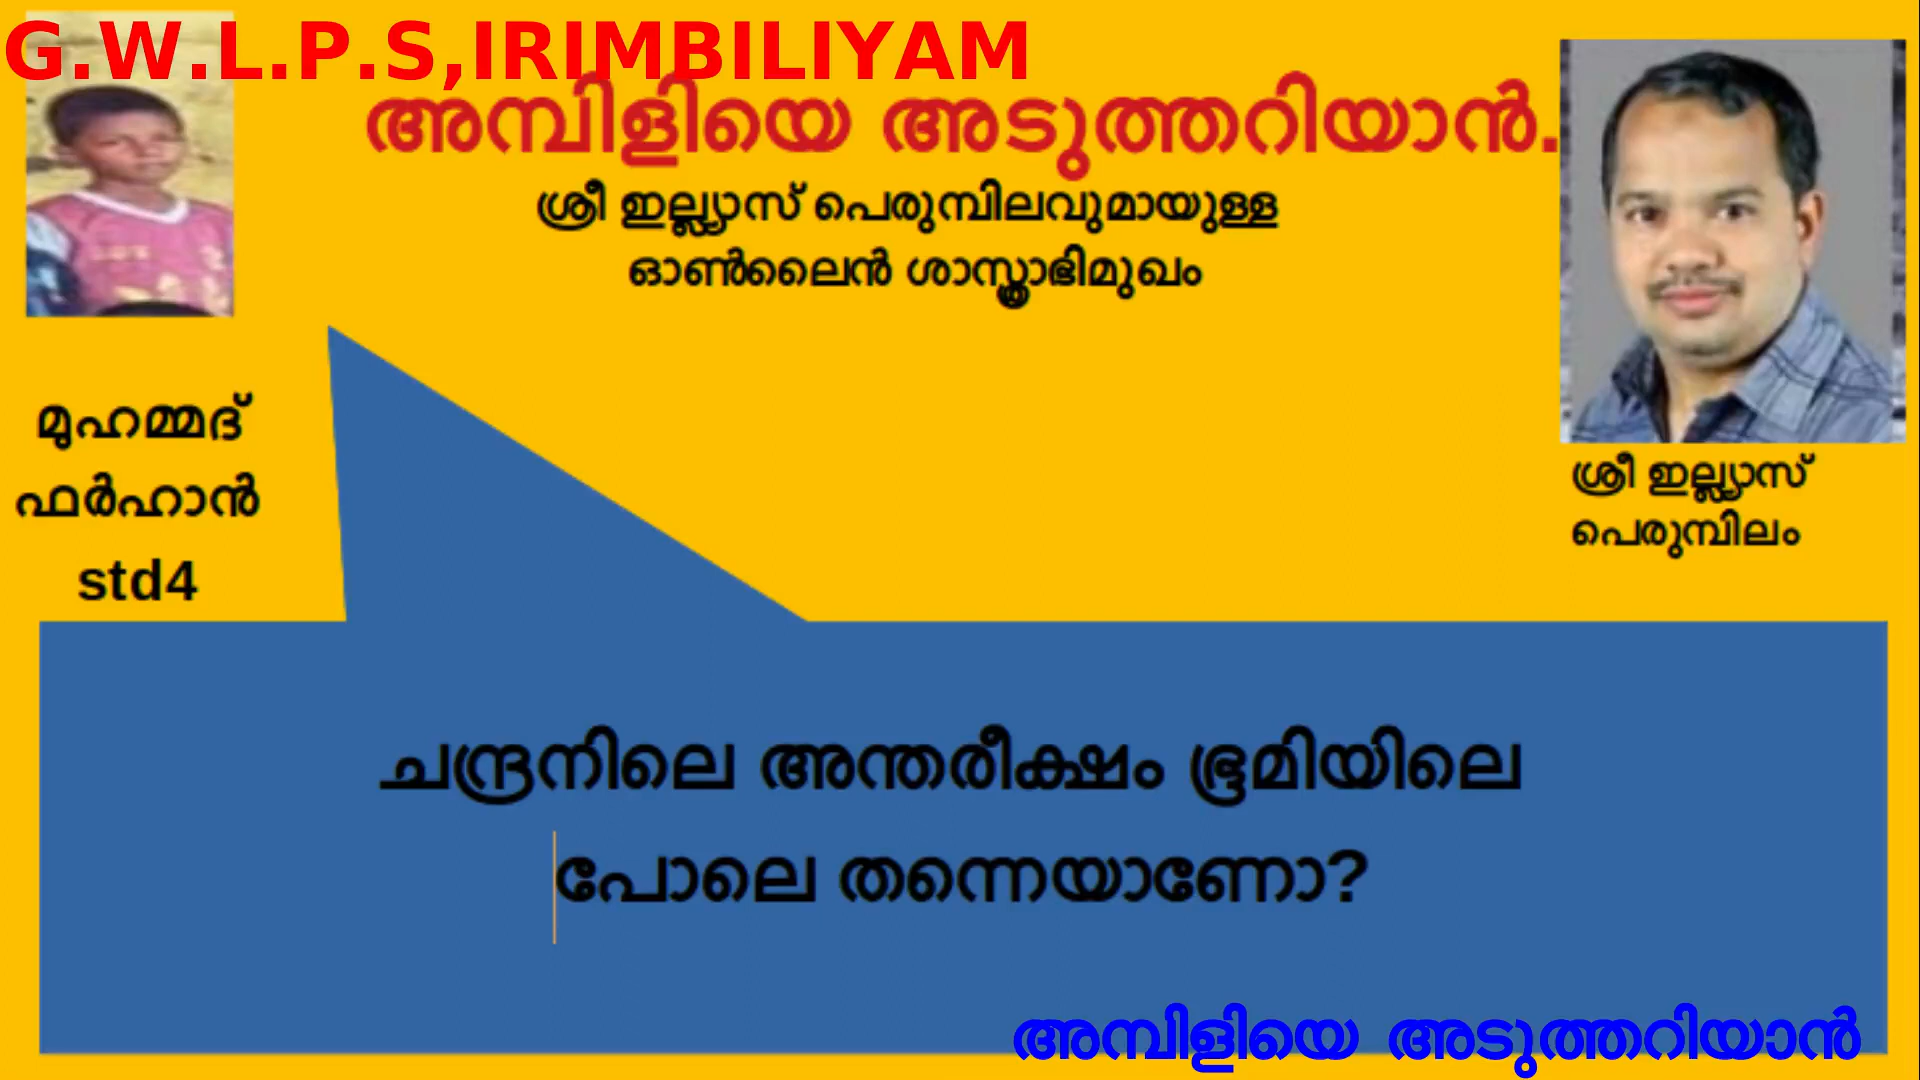 G.W.L.P.S,IRIMBILIYAM
അമ്പിളിയെ അടുത്തറിയാൻ.
ശ്രീ ഇല്ല്യാസ് പെരുമ്പിലവുമായുള്ള
ഓൺലൈൻ ശാസ്ത്രാഭിമുഖം
മുഹമ്മദ്
ഫർഹാൻ
std4
ശ്രീ ഇല്ല്യാസ്
പെരുമ്പിലം
ചന്ദ്രനിലെ അന്തരീക്ഷം ഭൂമിയിലെ
പോലെ തന്നെയാണോ?
അമ്പിളിയെ അടുത്തറിയാൻ